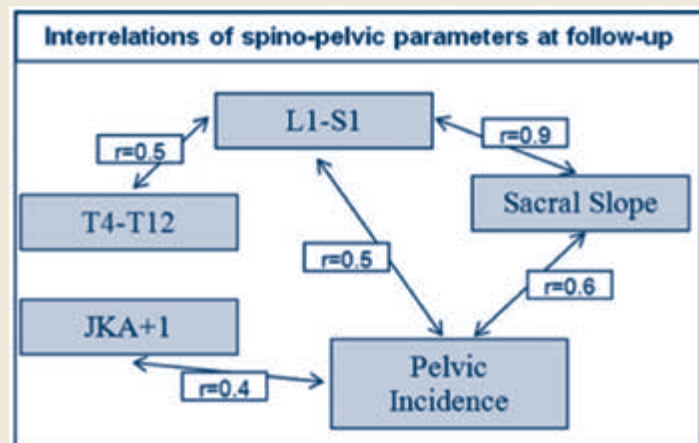 Interrelations of spino-pelvic parameters at follow-up
L1-S1
r=0.5
r=0.9
T4-T12
Sacral Slope
r=0.5
r=0.6
JKA+1
Pelvic
Incidence
r=0.4